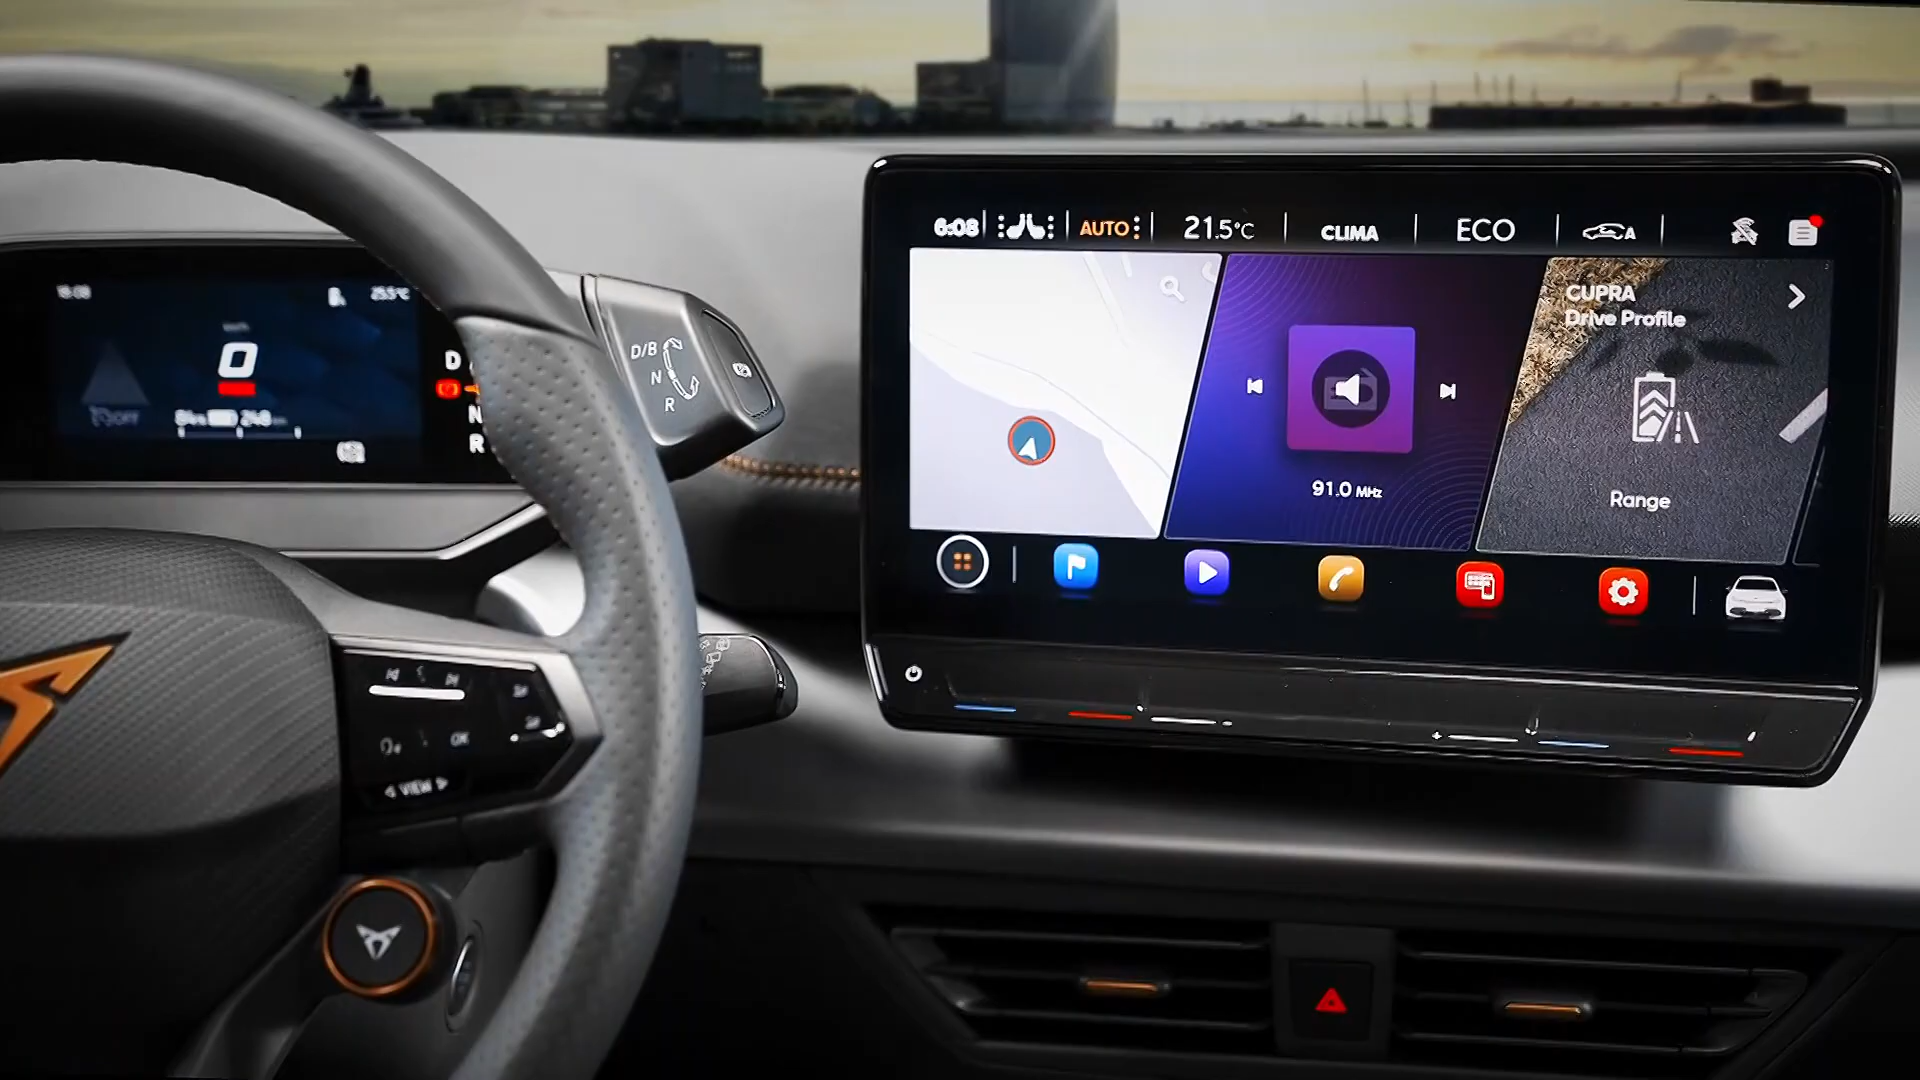 6:08
AUTO
21.5°C
CLIMA
ECO
A
CUPRA
Drive Profile
Range
91.0 MHz
0
D
N
R
D/B
N
R
OK
VIEW